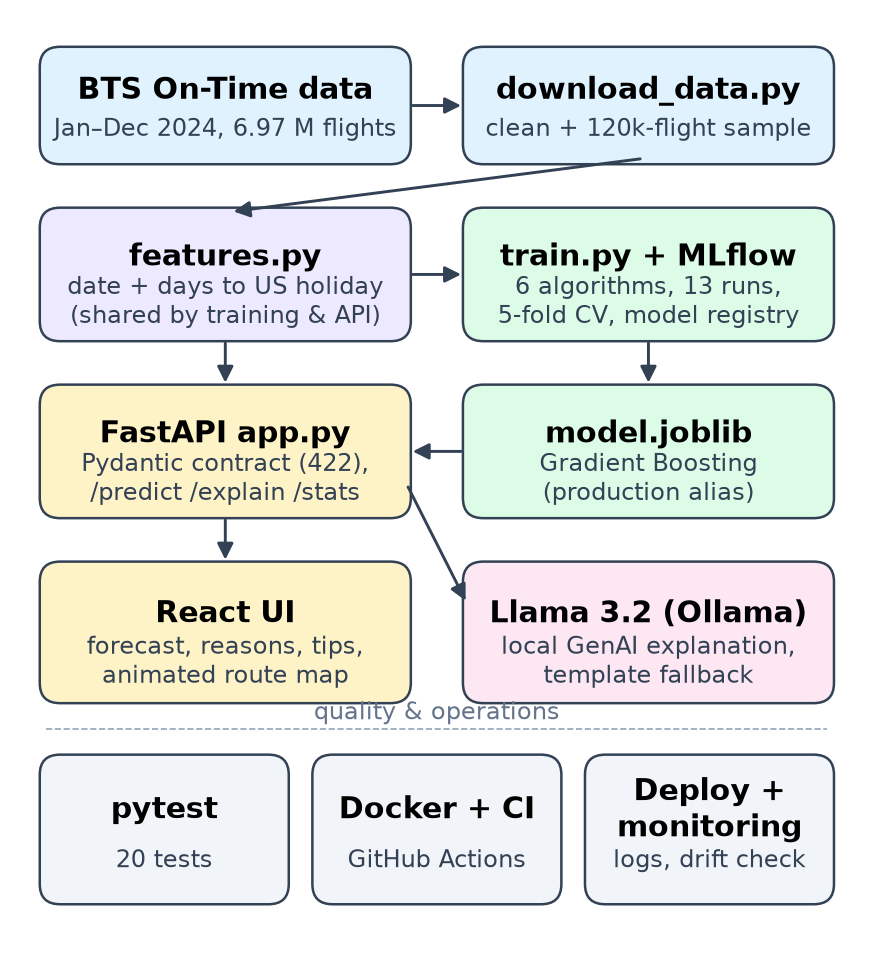 BTS On-Time data
Jan–Dec 2024, 6.97 M flights
download_data.py
clean + 120k-flight sample
features.py
date + days to US holiday
(shared by training & API)
train.py + MLflow
6 algorithms, 13 runs,
5-fold CV, model registry
FastAPI app.py
Pydantic contract (422),
/predict /explain /stats
model.joblib
Gradient Boosting
(production alias)
React UI
forecast, reasons, tips,
animated route map
Llama 3.2 (Ollama)
local GenAI explanation,
template fallback
quality & operations
pytest
20 tests
Docker + CI
GitHub Actions
Deploy +
monitoring
logs, drift check